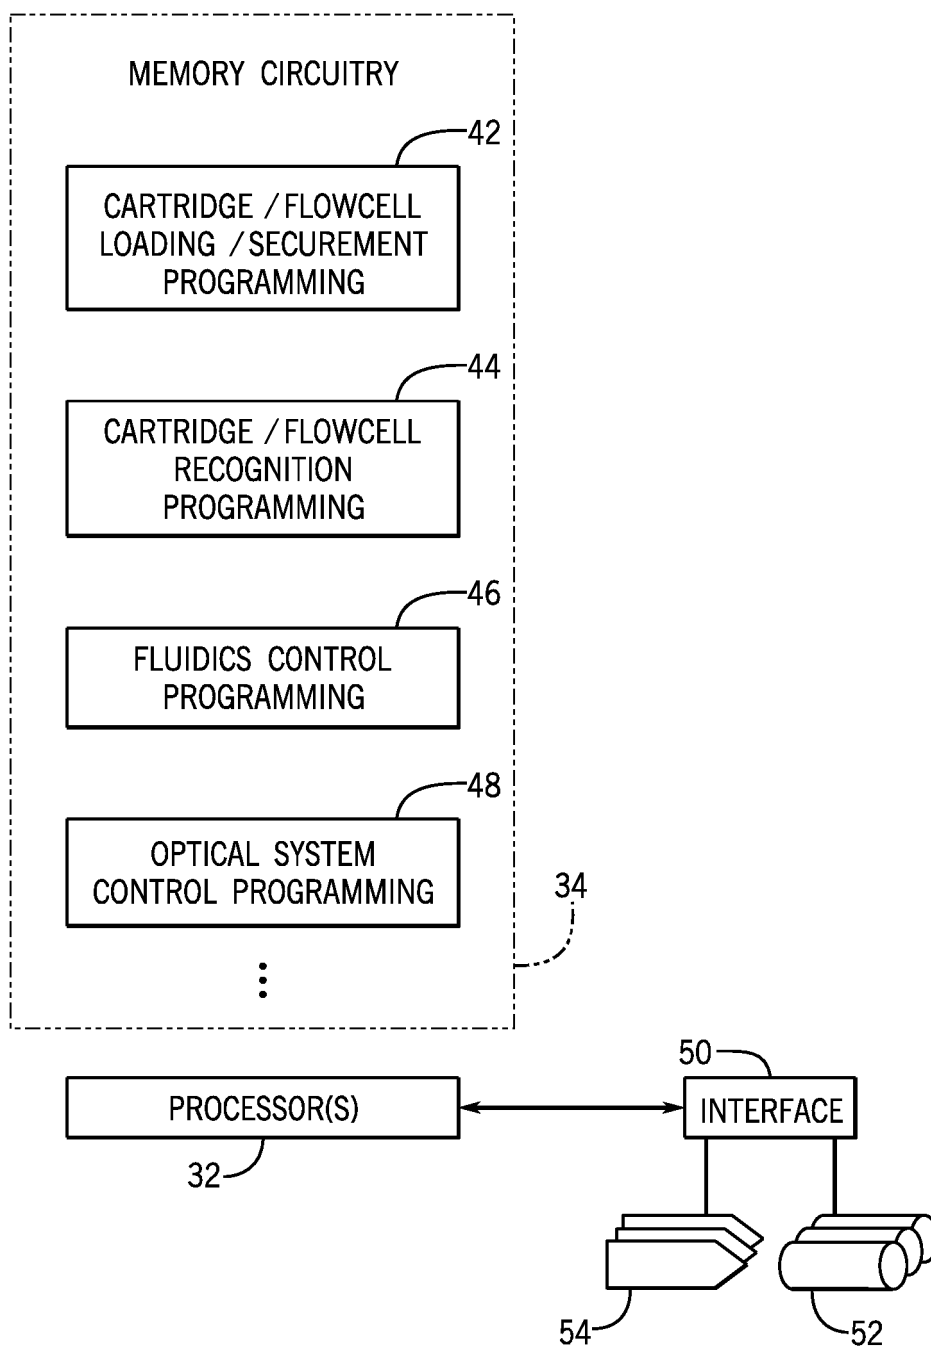 MEMORY CIRCUITRY
42
CARTRIDGE / FLOWCELL
LOADING / SECUREMENT
PROGRAMMING
44
CARTRIDGE / FLOWCELL
RECOGNITION
PROGRAMMING
46
FLUIDICS CONTROL
PROGRAMMING
48
OPTICAL SYSTEM
CONTROL PROGRAMMING
34
50
PROCESSOR(S)
INTERFACE
32
54
52